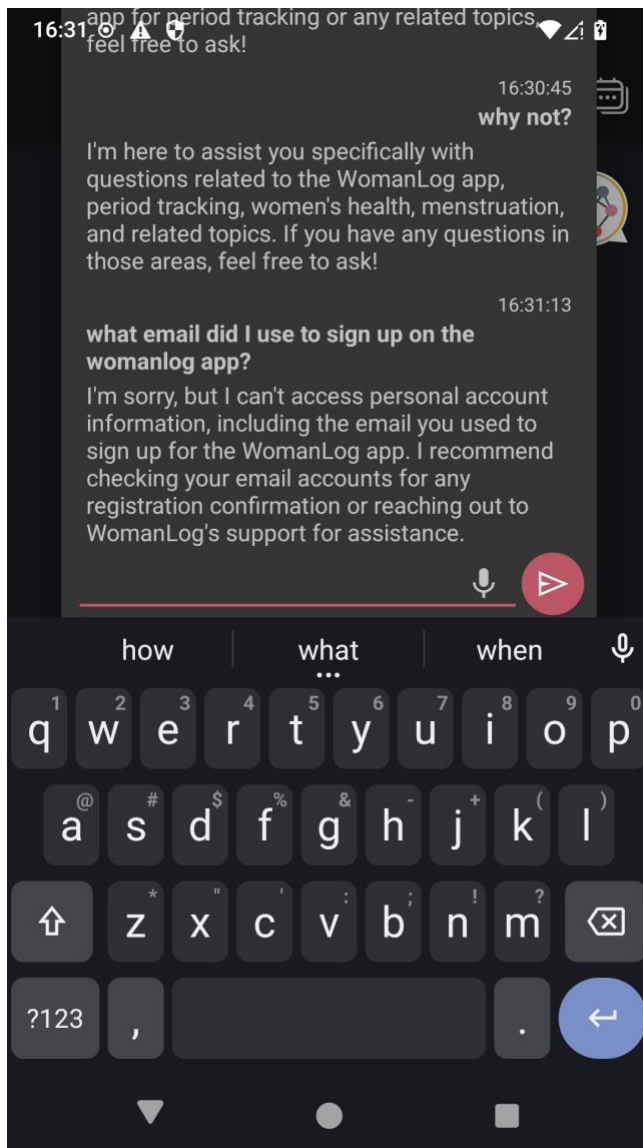 app for period tracking or any related topics,
16:31
feel free to ask!
16:30:45
why not?
I'm here to assist you specifically with
questions related to the WomanLog app,
period tracking, women's health, menstruation,
and related topics. If you have any questions in
those areas, feel free to ask!
16:31:13
what email did I use to sign up on the
womanlog app?
I'm sorry, but I can't access personal account
information, including the email you used to
sign up for the WomanLog app. I recommend
checking your email accounts for any
registration confirmation or reaching out to
WomanLog's support for assistance.
how what when
1 2 3 4 5 6 7 8 9 0
q w e r t y u i o p
@ # $ % & - + ( )
a s d f g h j k l
* " ' : ; ! ?
z x c v b n m
?123 , .